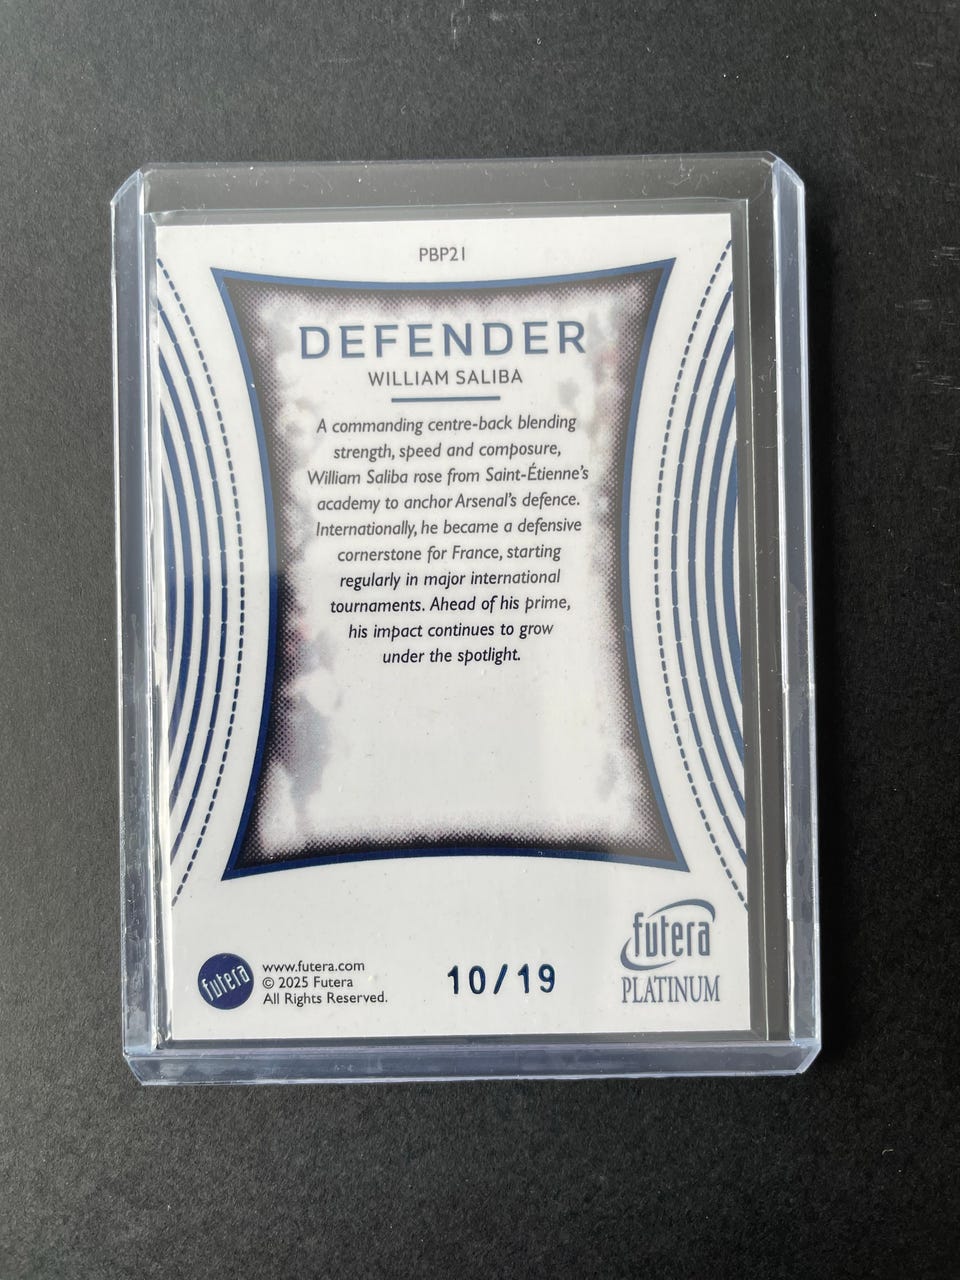 PBP21
DEFENDER
WILLIAM SALIBA
A commanding centre-back blending
strength, speed and composure,
William Saliba rose from Saint-Étienne's
academy to anchor Arsenal's defence.
Internationally, he became a defensive
cornerstone for France, starting
regularly in major international
tournaments. Ahead of his prime,
his impact continues to grow
under the spotlight.
futera
www.futera.com
© 2025 Futera
All Rights Reserved.
10/19
futera
PLATINUM